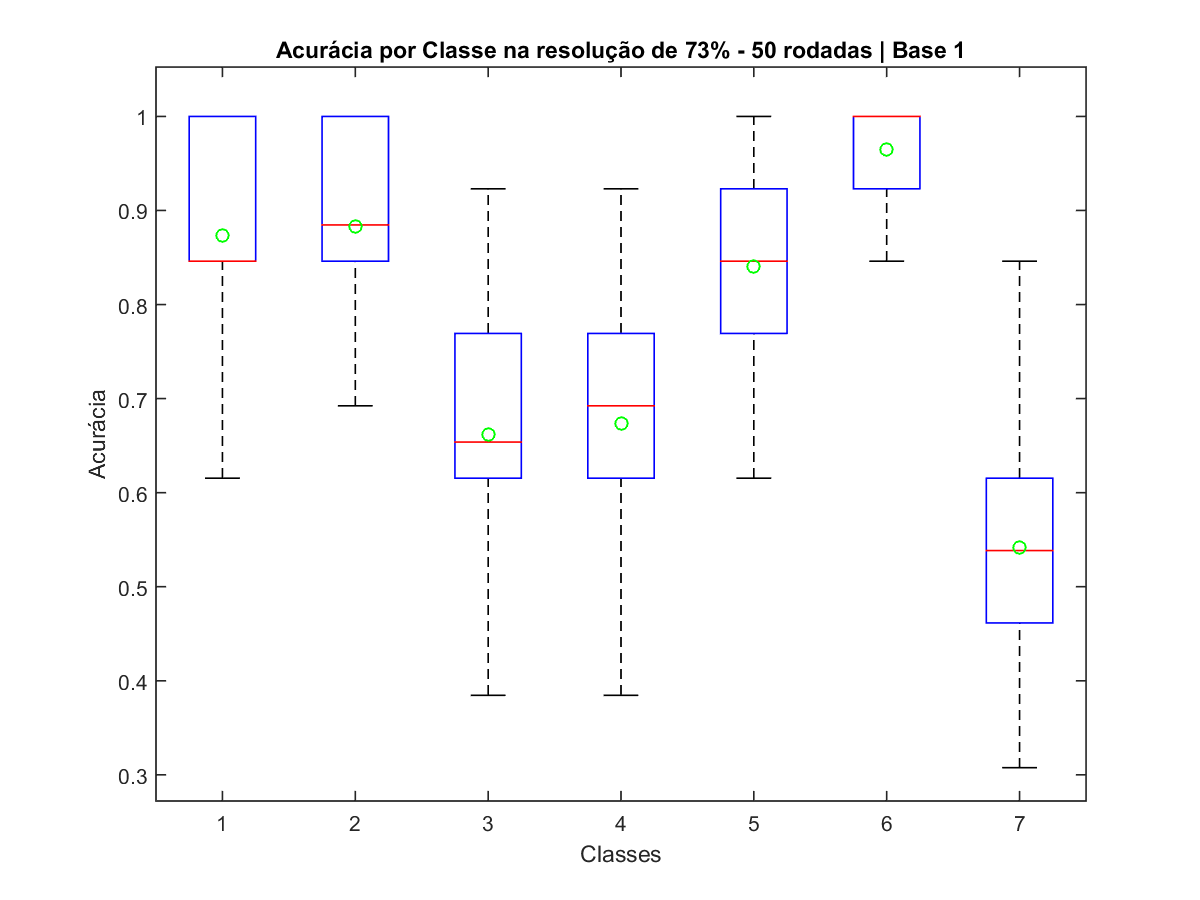 Acurácia por Classe na resolução de 73% - 50 rodadas | Base 1
1
0.9
0.8
0.7
0.6
0.5
0.4
0.3
Acurácia
1 2 3 4 5 6 7
Classes